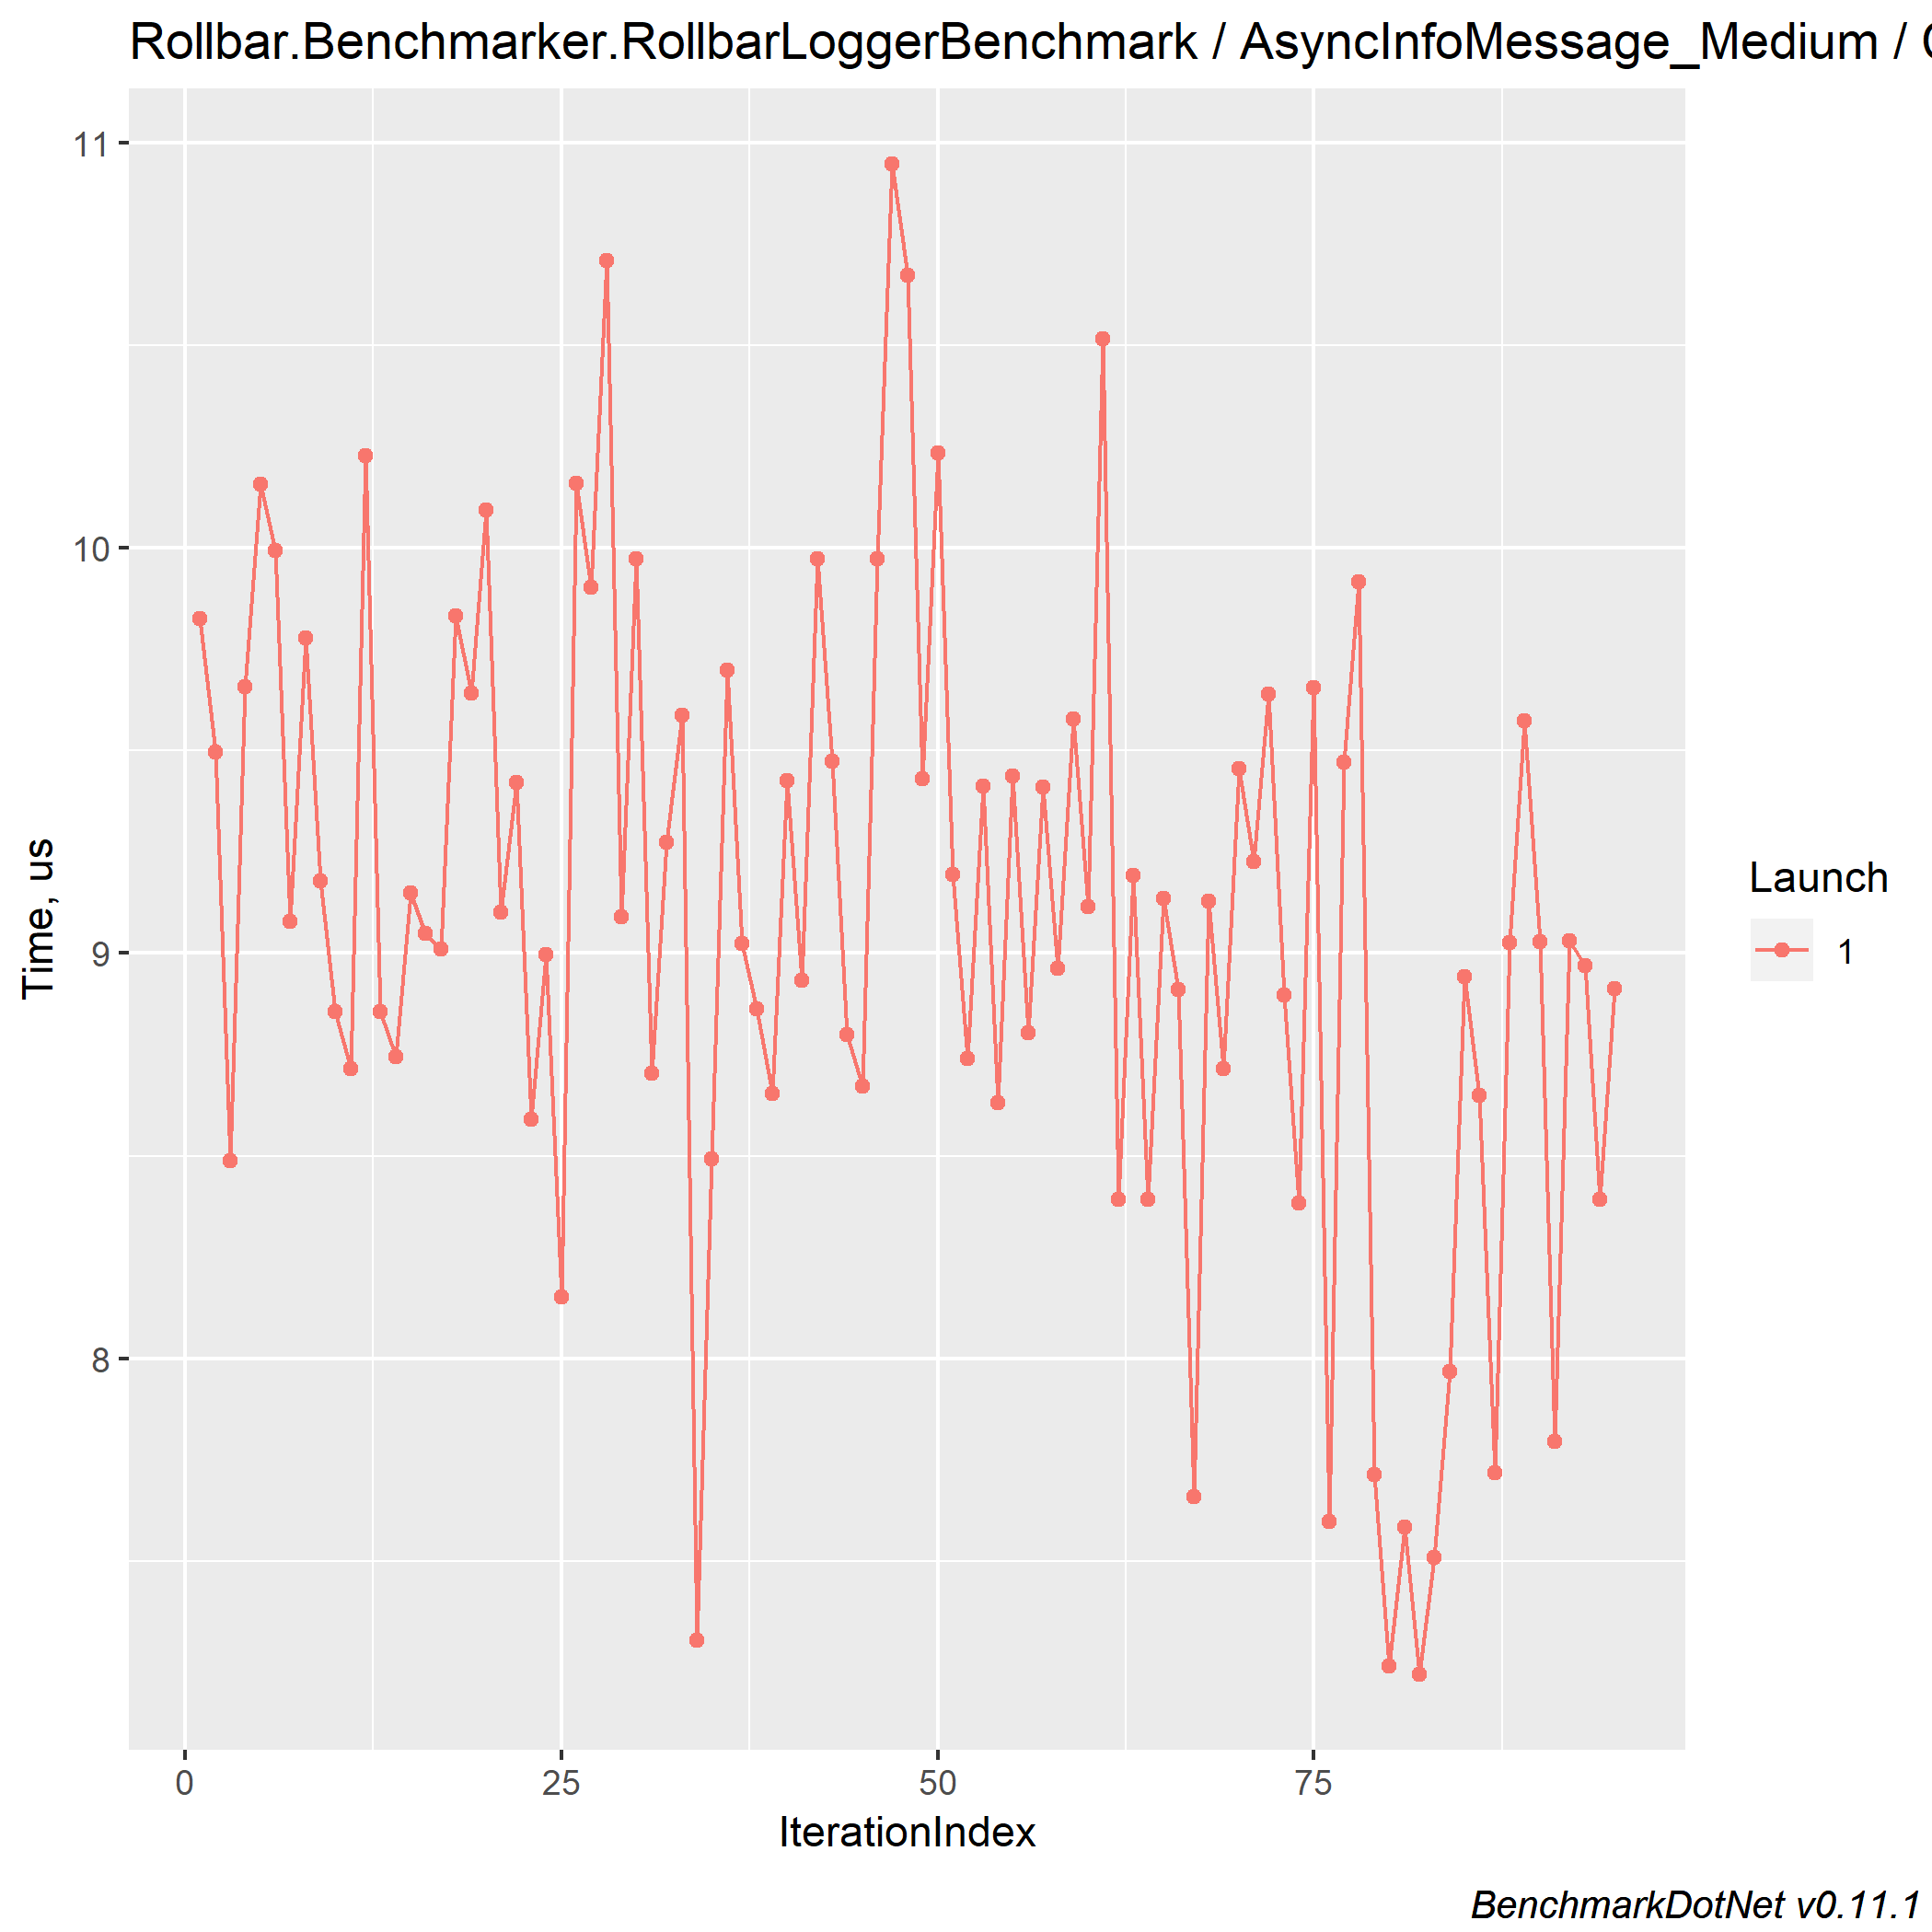 Rollbar.Benchmarker.RollbarLoggerBenchmark / AsyncInfoMessage_Medium /
11
10
9
8
Time, us
0 25 50 75
IterationIndex
Launch
1
BenchmarkDotNet v0.11.1